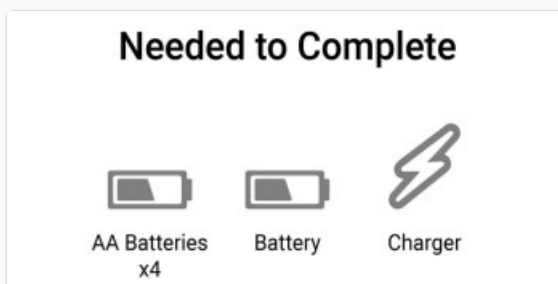 Needed to Complete
AA Batteries
x4
Battery
Charger